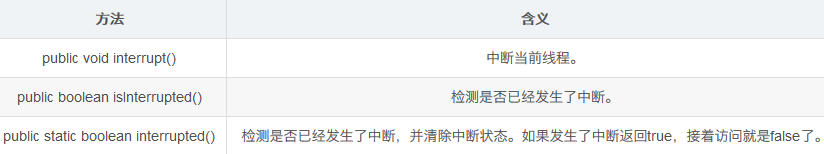 方法 含义
public void interrupt() 中断当前线程。
public boolean isInterrupted() 检测是否已经发生了中断。
public static boolean interrupted() 检测是否已经发生了中断，并清除中断状态。如果发生了中断返回true，接着访问就是false了。